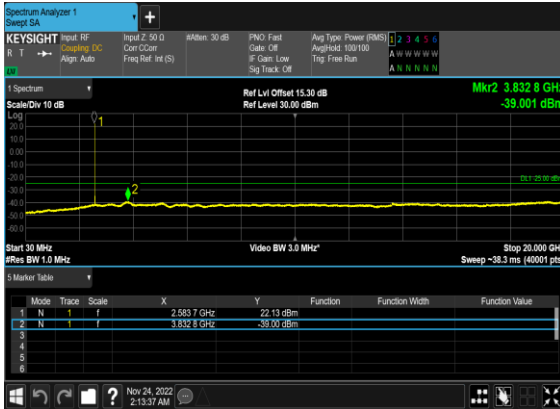 Spectrum Analyzer 1
Swept SA
+
KEYSIGHT
R T
Input: RF
Coupling: DC
Align: Auto
Input Z: 50 Ω
Corr CCorr
Freq Ref: Int (S)
#Atten: 30 dB
PNO: Fast
Gate: Off
IF Gain: Low
Sig Track: Off
Avg Type: Power (RMS)
Avg|Hold: 100/100
Trig: Free Run
1 2 3 4 5 6
A W W W W W
A N N N N N
1 Spectrum
Scale/Div 10 dB
Ref Lvl Offset 15.30 dB
Ref Level 30.00 dBm
Mkr2 3.832 8 GHz
-39.001 dBm
Log
20.0
10.0
0.00
-10.0
-20.0
-30.0
-40.0
-50.0
-60.0
1
2
DL1 -25.00 dBm
Start 30 MHz
#Res BW 1.0 MHz
Video BW 3.0 MHz*
Stop 20.000 GH
Sweep ~38.3 ms (40001 pts
5 Marker Table
Mode Trace Scale X Y Function Function Width Function Value
1 N 1 f 2.583 7 GHz 22.13 dBm
2 N 1 f 3.832 8 GHz -39.00 dBm
3
4
5
6
?
Nov 24, 2022
2:13:37 AM